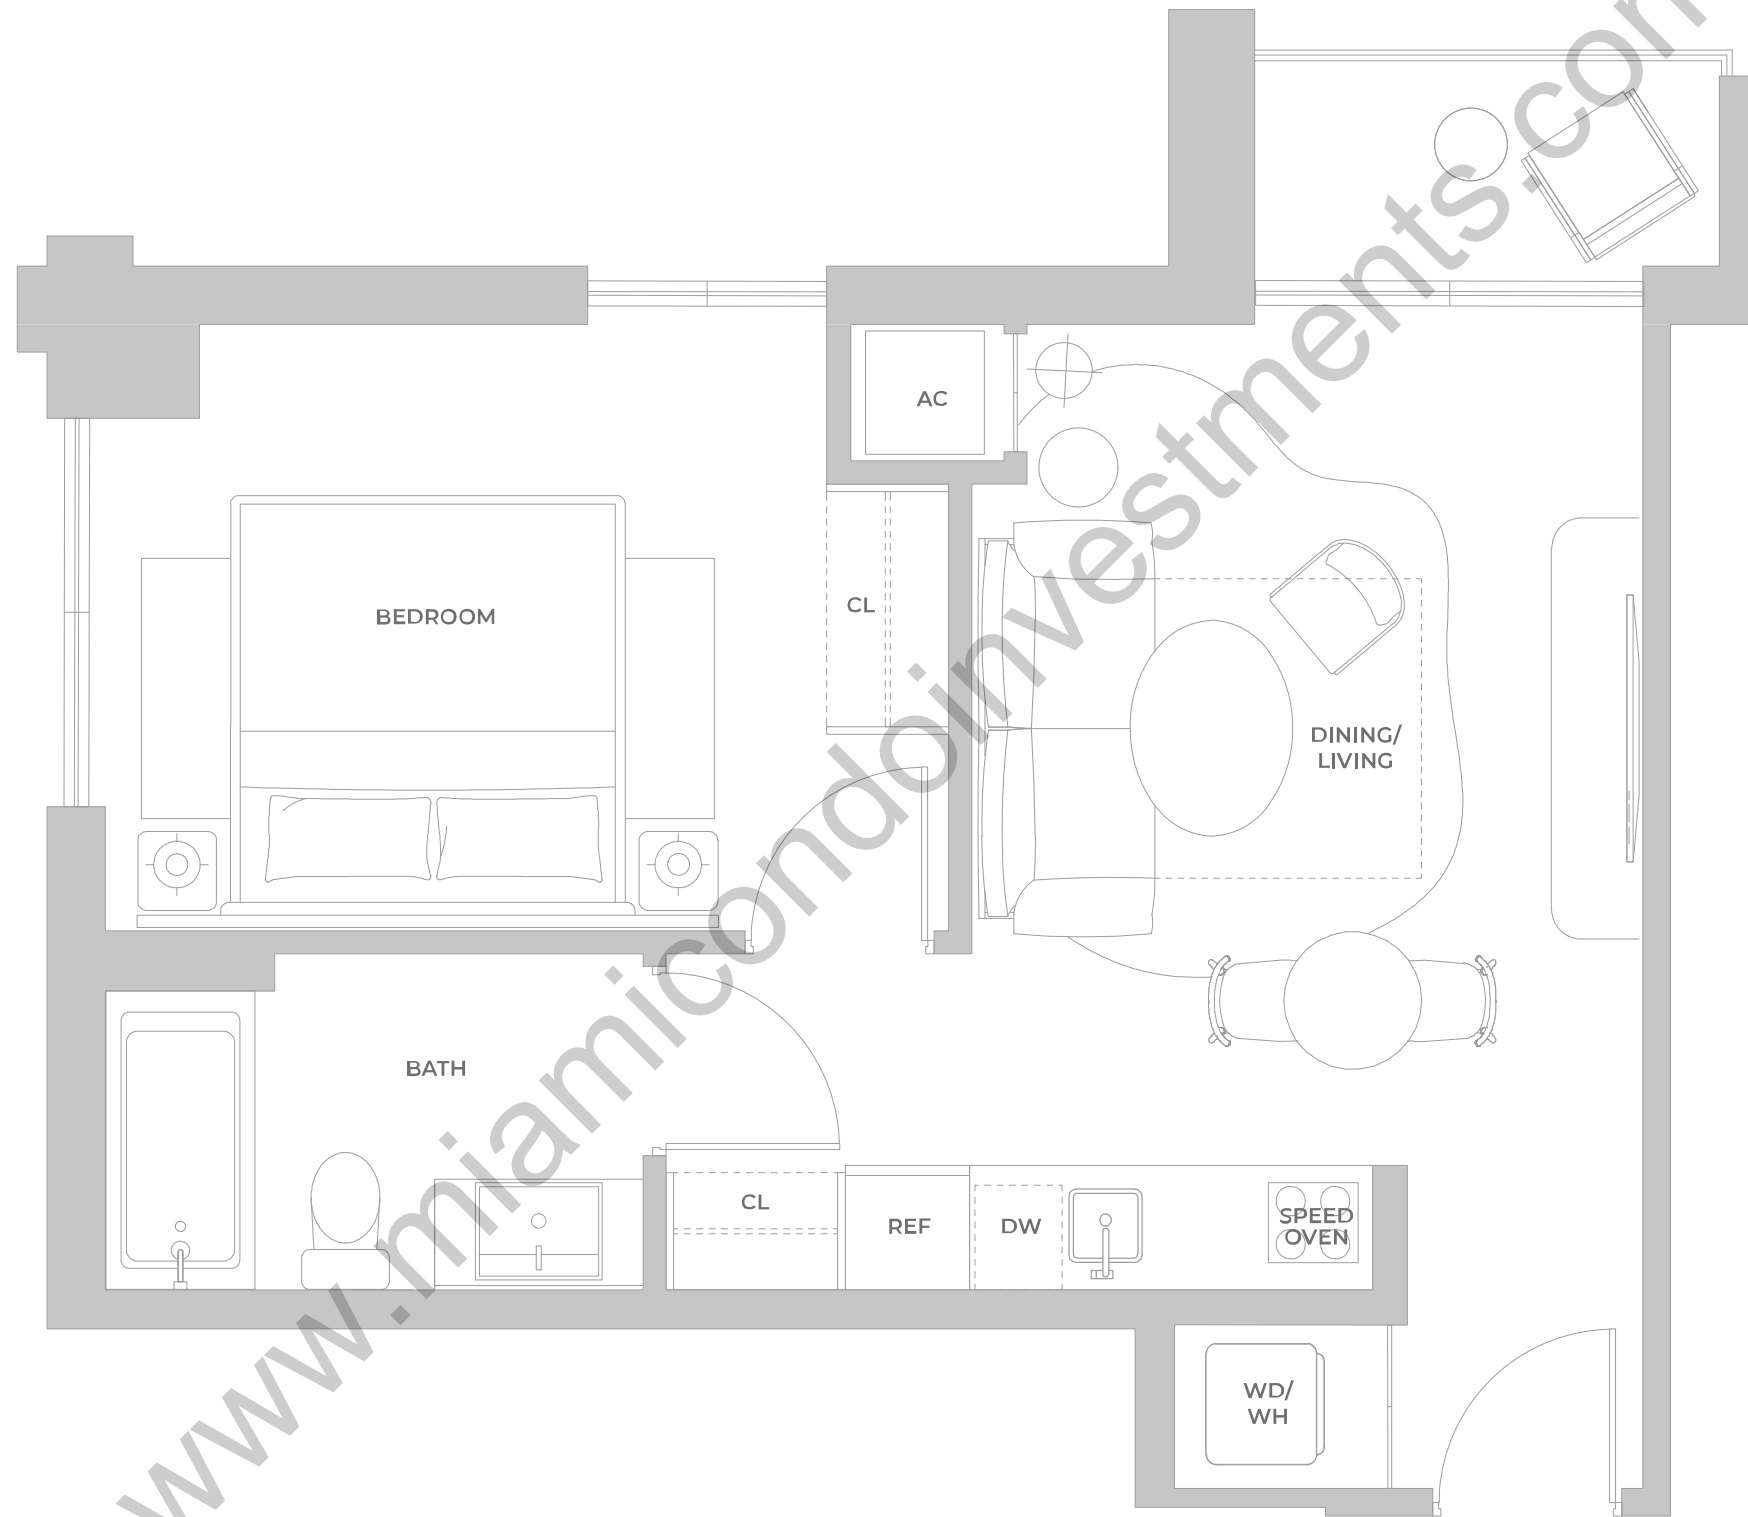 AC
BEDROOM
CL
DINING/
LIVING
BATH
CL
REF
DW
SPEED
OVEN
WD/
WH
www.miamicondoinvestments.com